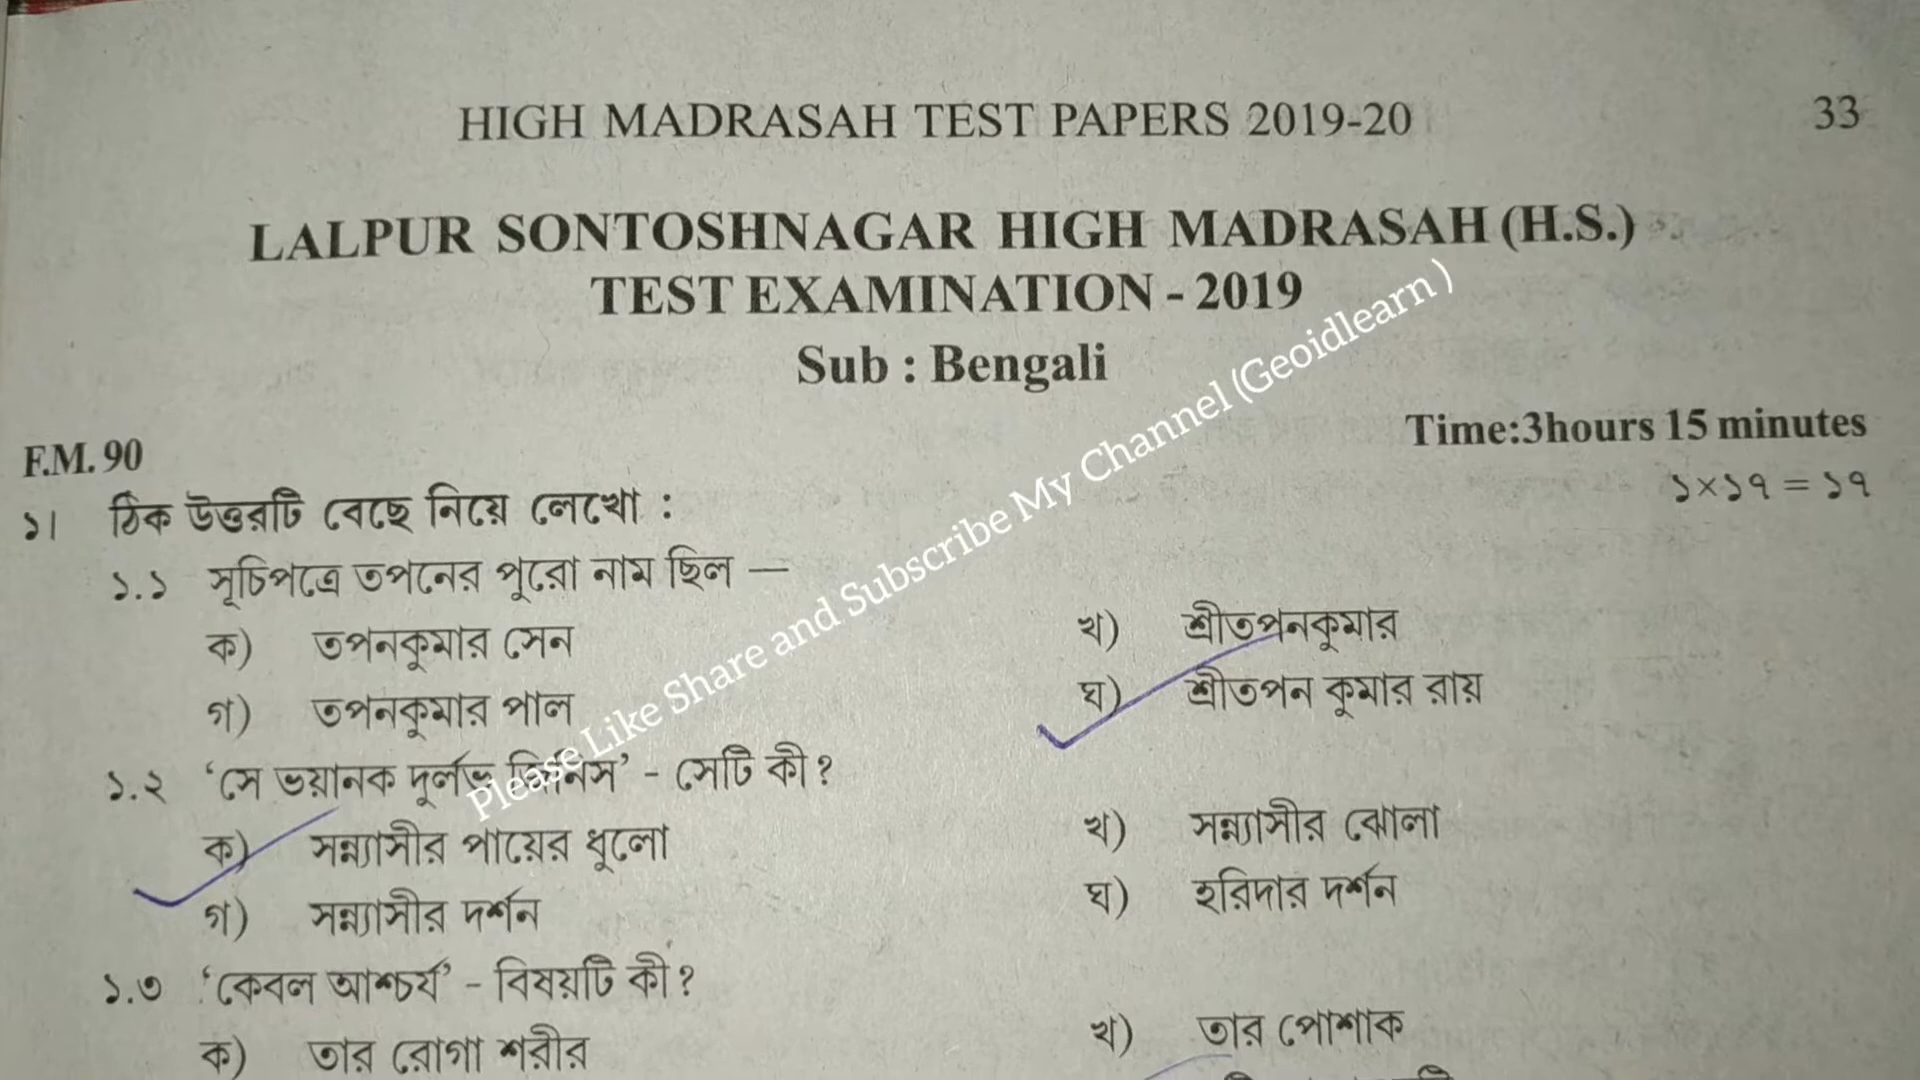 HIGH MADRASAH TEST PAPERS 2019-20 33
LALPUR SONTOSHNAGAR HIGH MADRASAH (H.S.)
TEST EXAMINATION - 2019
Sub : Bengali
F.M. 90 Time:3hours 15 minutes
১। ঠিক উত্তরটি বেছে নিয়ে লেখো : ১×১৭ = ১৭
১.১ সূচিপত্রে তপনের পুরো নাম ছিল —
ক) তপনকুমার সেন খ) শ্রীতপনকুমার
গ) তপনকুমার পাল ঘ) শ্রীতপন কুমার রায়
১.২ ‘সে ভয়ানক দুর্লভ জিনিস’ - সেটি কী?
ক) সন্ন্যাসীর পায়ের ধুলো খ) সন্ন্যাসীর ঝোলা
গ) সন্ন্যাসীর দর্শন ঘ) হরিদার দর্শন
১.৩ ‘কেবল আশ্চর্য’ - বিষয়টি কী?
ক) তার রোগা শরীর খ) তার পোশাক
Please Like Share and Subscribe My Channel (Geoidlearn )